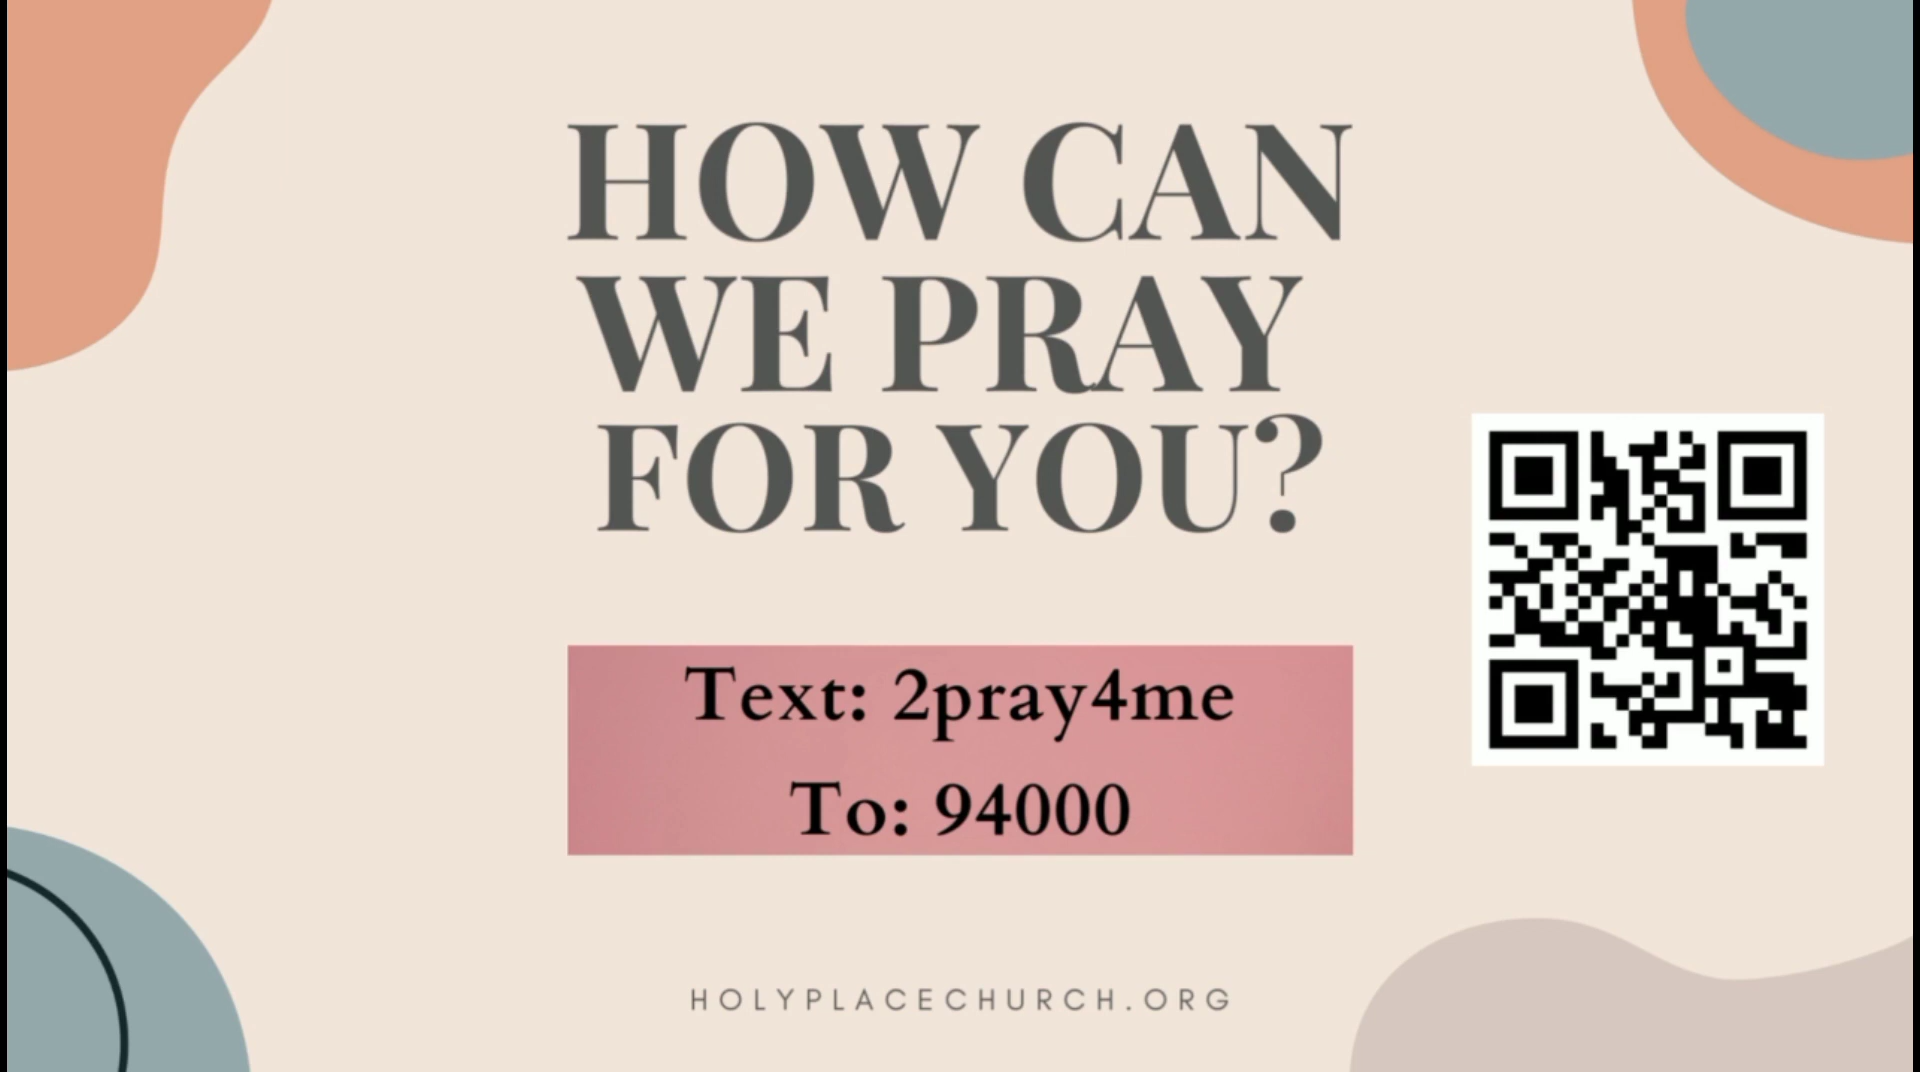 HOW CAN
WE PRAY
FOR YOU?
Text: 2pray4me
To: 94000
HOLYPLACECHURCH.ORG